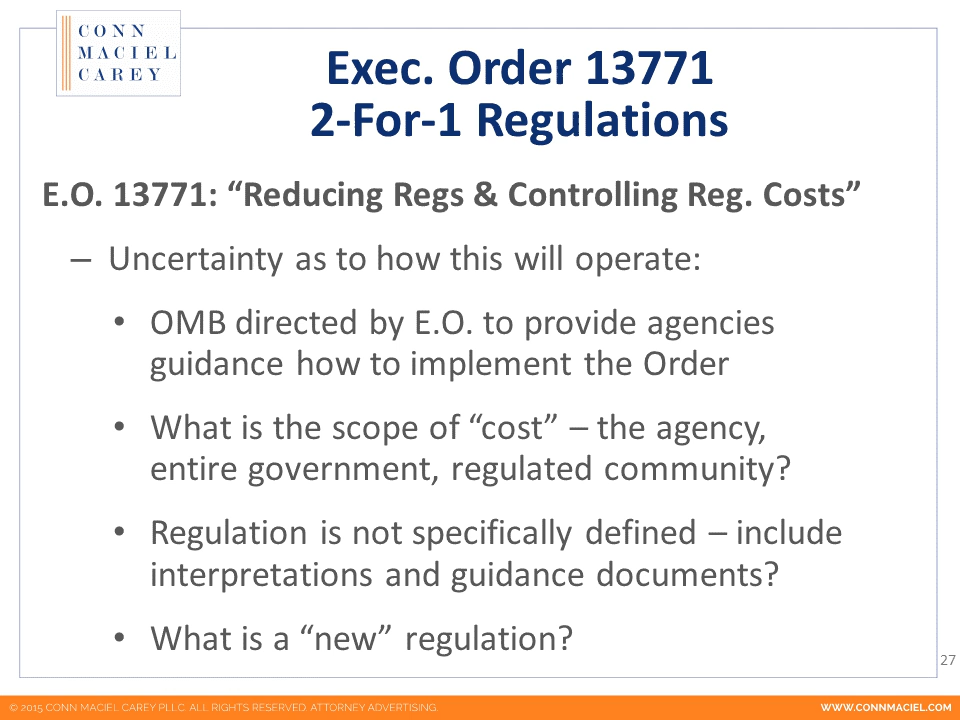 CONN
MACIEL
CAREY
Exec. Order 13771
2-For-1 Regulations
E.O. 13771: “Reducing Regs & Controlling Reg. Costs”
– Uncertainty as to how this will operate:
• OMB directed by E.O. to provide agencies
guidance how to implement the Order
• What is the scope of “cost” – the agency,
entire government, regulated community?
• Regulation is not specifically defined – include
interpretations and guidance documents?
• What is a “new” regulation?
27
© 2015 CONN MACIEL CAREY PLLC. ALL RIGHTS RESERVED. ATTORNEY ADVERTISING.
WWW.CONNMACIEL.COM